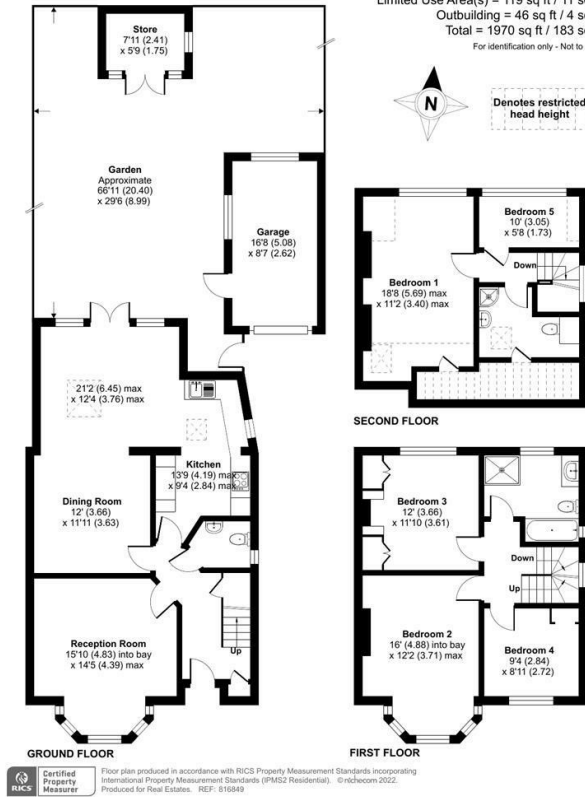 Limited Use Area(s) = 119 sq ft / 11 s
Outbuilding = 46 sq ft / 4 s
Total = 1970 sq ft / 183 s
For identification only - Not to
N
Denotes restricted
head height
Store
7'11 (2.41)
x 5'9 (1.75)
Garden
Approximate
66'11 (20.40)
x 29'6 (8.99)
Garage
16'8 (5.08)
x 8'7 (2.62)
21'2 (6.45) max
x 12'4 (3.76) max
Kitchen
13'9 (4.19) max
x 9'4 (2.84) max
Dining Room
12' (3.66)
x 11'11 (3.63)
Reception Room
15'10 (4.83) into bay
x 14'5 (4.39) max
Up
GROUND FLOOR
Bedroom 5
10' (3.05)
x 5'8 (1.73)
Down
Bedroom 1
18'8 (5.69) max
x 11'2 (3.40) max
SECOND FLOOR
Bedroom 3
12' (3.66)
x 11'10 (3.61)
Down
Up
Bedroom 2
16' (4.88) into bay
x 12'2 (3.71) max
Bedroom 4
9'4 (2.84)
x 8'11 (2.72)
FIRST FLOOR
RICS
Certified
Property
Measurer
Floor plan produced in accordance with RICS Property Measurement Standards incorporating
International Property Measurement Standards (IPMS2 Residential). ©nichecom 2022.
Produced for Real Estates. REF: 816849